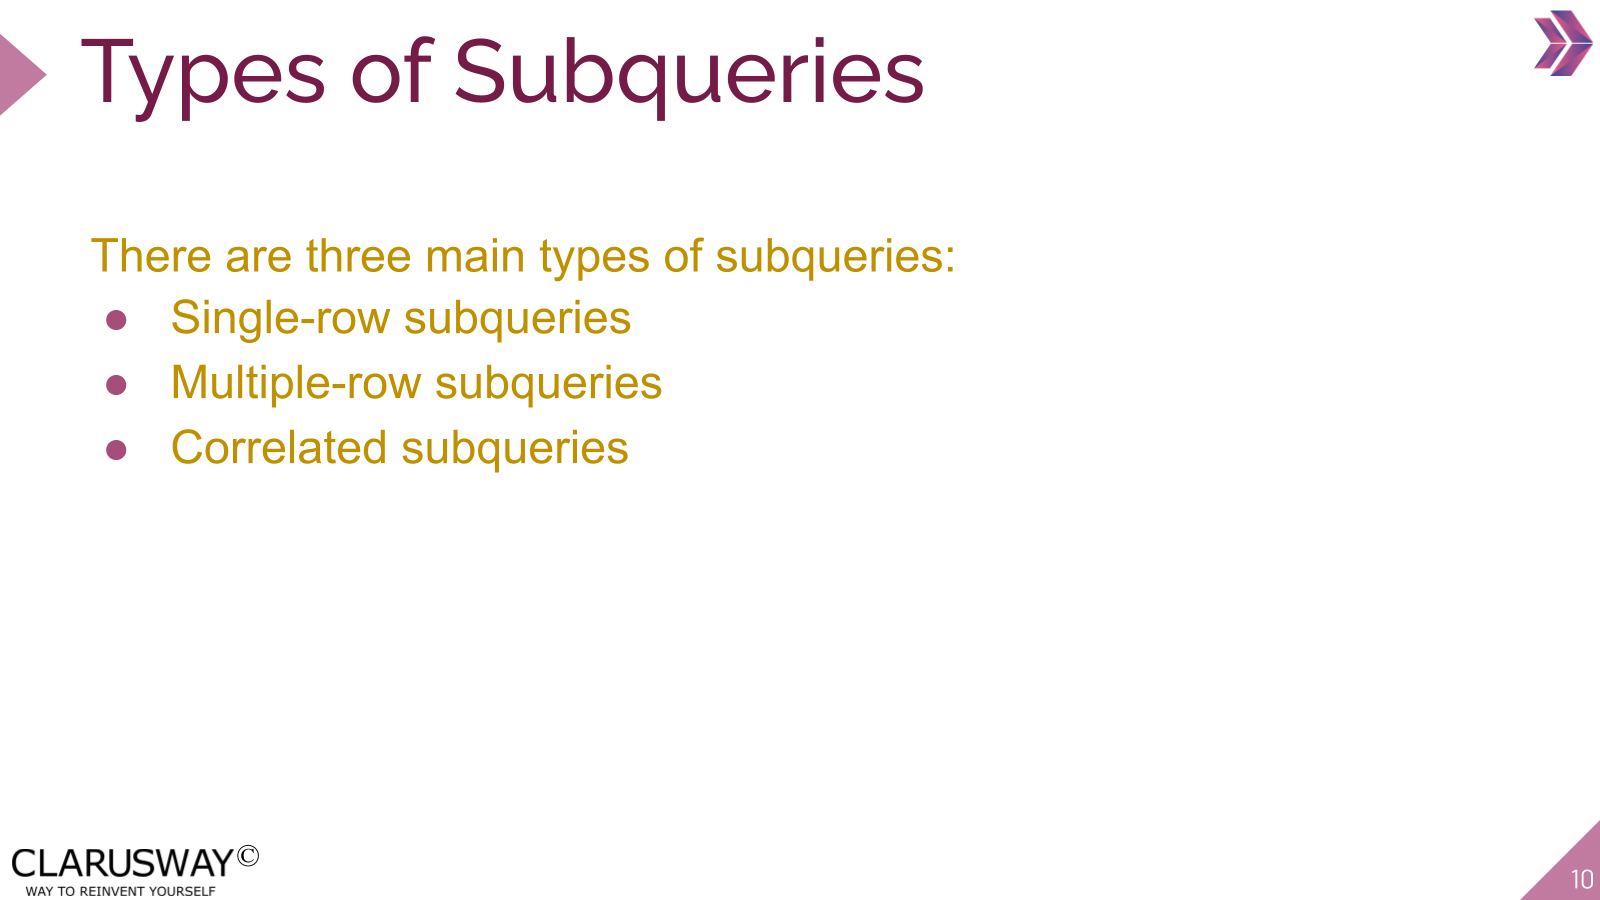 Types of Subqueries
There are three main types of subqueries:
● Single-row subqueries
● Multiple-row subqueries
● Correlated subqueries
CLARUSWAY©
WAY TO REINVENT YOURSELF
10